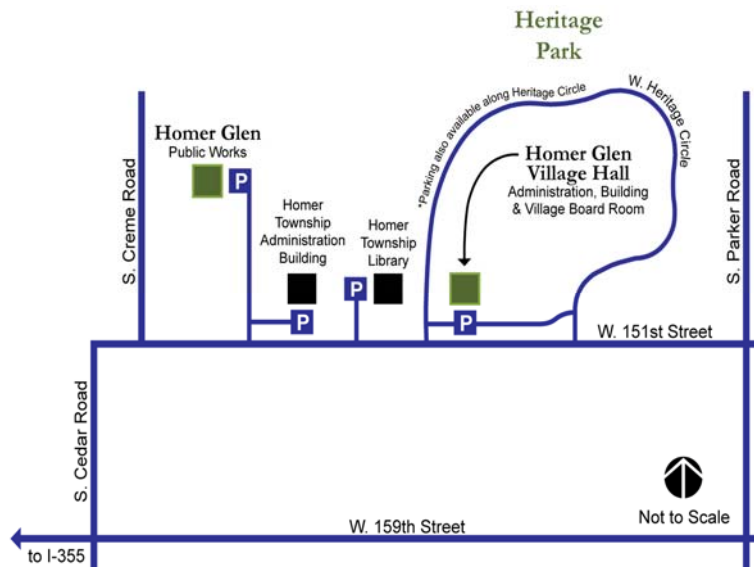 Heritage
Park
W. Heritage Circle
*Parking also available along Heritage Circle
Homer Glen
Public Works
P
S. Creme Road
Homer
Township
Administration
Building
P
Homer
Township
Library
P
Homer Glen
Village Hall
Administration, Building
& Village Board Room
P
S. Parker Road
W. 151st Street
S. Cedar Road
Not to Scale
W. 159th Street
to I-355